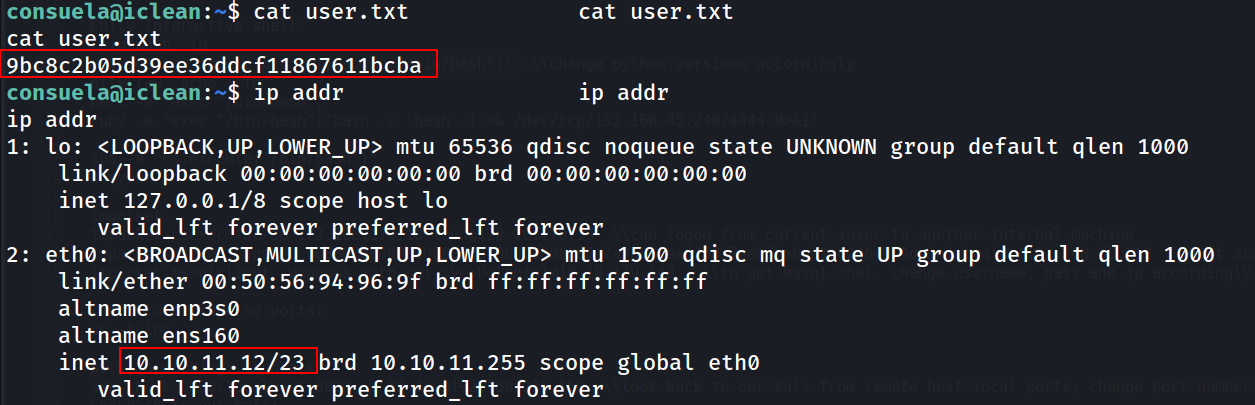 consuela@iclean:~$ cat user.txt cat user.txt
cat user.txt
9bc8c2b05d39ee36ddcf11867611bcba
consuela@iclean:~$ ip addr ip addr
ip addr
1: lo: <LOOPBACK,UP,LOWER_UP> mtu 65536 qdisc noqueue state UNKNOWN group default qlen 1000
link/loopback 00:00:00:00:00:00 brd 00:00:00:00:00:00
inet 127.0.0.1/8 scope host lo
valid_lft forever preferred_lft forever
2: eth0: <BROADCAST,MULTICAST,UP,LOWER_UP> mtu 1500 qdisc mq state UP group default qlen 1000
link/ether 00:50:56:94:96:9f brd ff:ff:ff:ff:ff:ff
altname enp3s0
altname ens160
inet 10.10.11.12/23 brd 10.10.11.255 scope global eth0
valid_lft forever preferred_lft forever